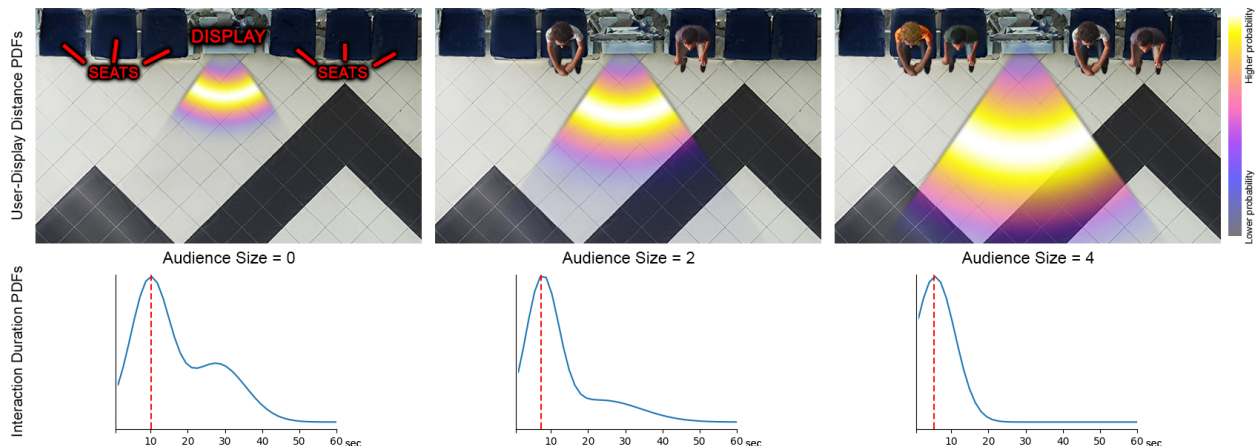 User-Display Distance PDFs
DISPLAY
SEATS
SEATS
Higher probability
Lower probability
Audience Size = 0
Audience Size = 2
Audience Size = 4
Interaction Duration PDFs
10 20 30 40 50 60 sec
10 20 30 40 50 60 sec
10 20 30 40 50 60 sec